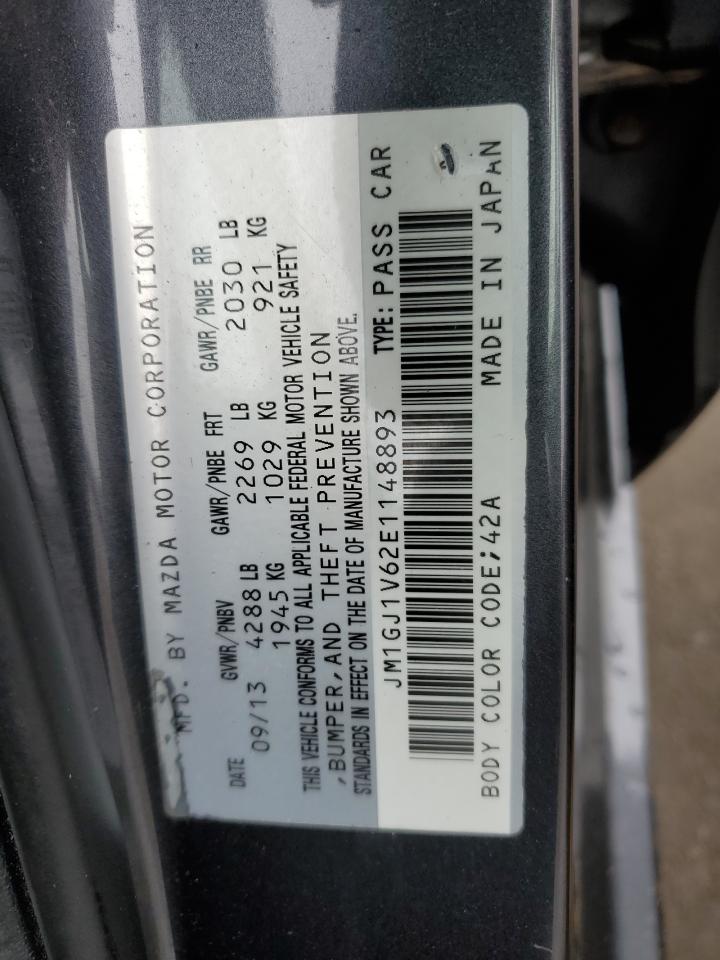 MFD. BY MAZDA MOTOR CORPORATION
DATE GVWR/PNBV GAWR/PNBE FRT GAWR/PNBE RR
09/13 4288 LB 2269 LB 2030 LB
1945 KG 1029 KG 921 KG
THIS VEHICLE CONFORMS TO ALL APPLICABLE FEDERAL MOTOR VEHICLE SAFETY
,BUMPER,AND THEFT PREVENTION
STANDARDS IN EFFECT ON THE DATE OF MANUFACTURE SHOWN ABOVE.
JM1GJ1V62E1148893 TYPE: PASS CAR
BODY COLOR CODE;42A MADE IN JAPAN